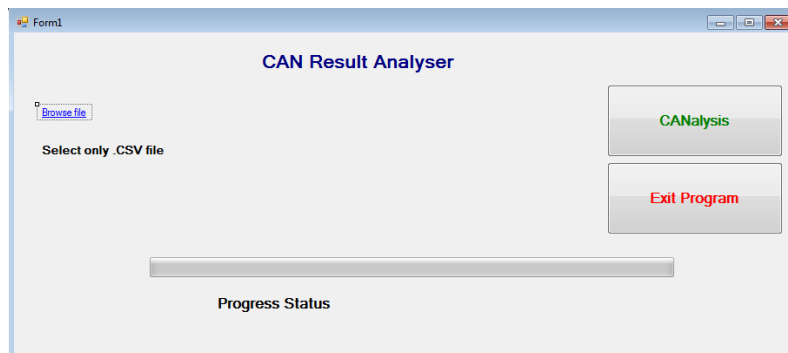 Form1
CAN Result Analyser
Browse file
CANalysis
Select only .CSV file
Exit Program
Progress Status